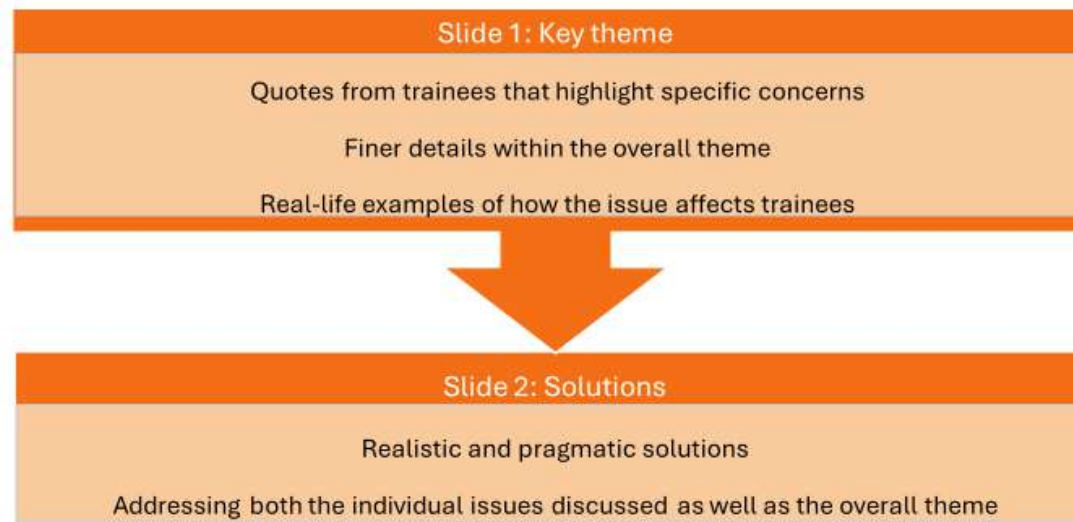 Slide 1: Key theme
Quotes from trainees that highlight specific concerns
Finer details within the overall theme
Real-life examples of how the issue affects trainees
Slide 2: Solutions
Realistic and pragmatic solutions
Addressing both the individual issues discussed as well as the overall theme